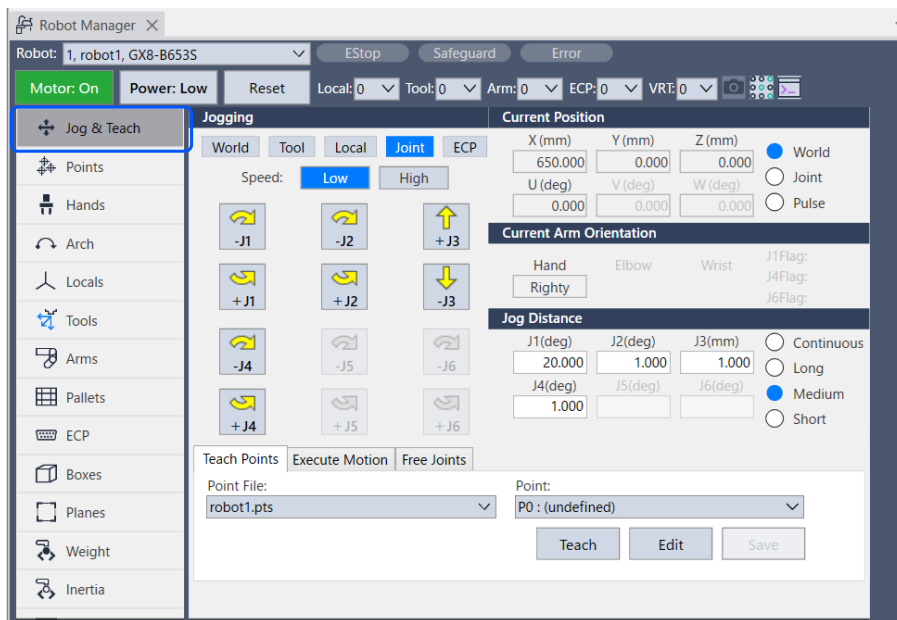 Robot Manager
Robot: 1, robot1, GX8-B653S EStop Safeguard Error
Motor: On Power: Low Reset Local: 0 Tool: 0 Arm: 0 ECP: 0 VRT: 0
Jog & Teach
Points
Hands
Arch
Locals
Tools
Arms
Pallets
ECP
Boxes
Planes
Weight
Inertia
Jogging
World Tool Local Joint ECP
Speed: Low High
-J1 -J2 +J3
+J1 +J2 -J3
-J4 -J5 -J6
+J4 +J5 +J6
Current Position
X (mm) Y (mm) Z (mm)
650.000 0.000 0.000
U (deg) V (deg) W (deg)
0.000 0.000 0.000
World
Joint
Pulse
Current Arm Orientation
Hand Elbow Wrist
Righty
J1Flag:
J4Flag:
J6Flag:
Jog Distance
J1(deg) J2(deg) J3(mm)
20.000 1.000 1.000
J4(deg) J5(deg) J6(deg)
1.000
Continuous
Long
Medium
Short
Teach Points Execute Motion Free Joints
Point File: Point:
robot1.pts P0 : (undefined)
Teach Edit Save